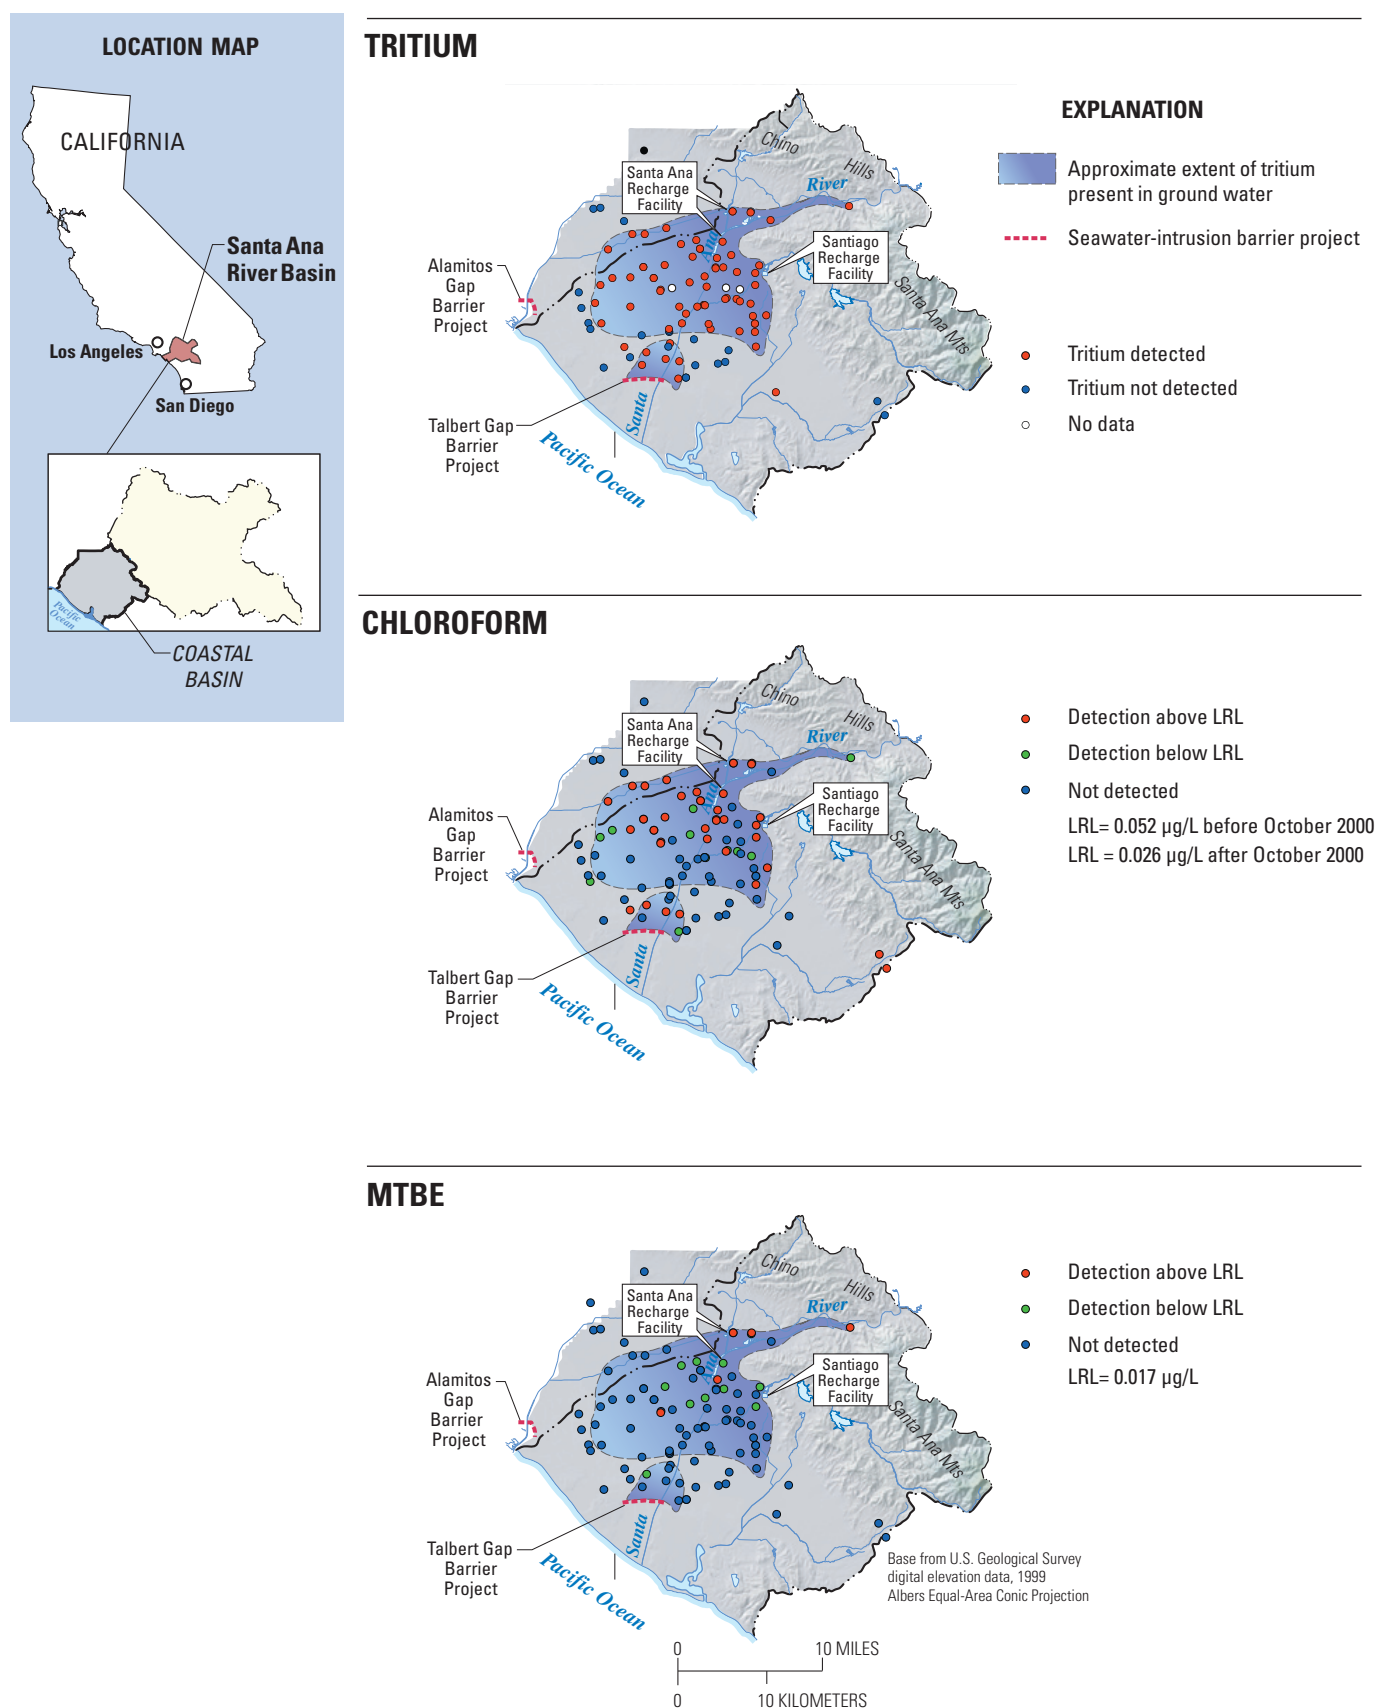 LOCATION MAP
CALIFORNIA
Santa Ana
River Basin
Los Angeles
San Diego
Pacific
Ocean
COASTAL
BASIN
TRITIUM
Chino
Hills
Santa Ana
Recharge
Facility
River
Ana
Santiago
Recharge
Facility
Alamitos
Gap
Barrier
Project
Santa Ana Mts
Talbert Gap
Barrier
Project
Santa
Pacific Ocean
EXPLANATION
Approximate extent of tritium
present in ground water
Seawater-intrusion barrier project
Tritium detected
Tritium not detected
No data
CHLOROFORM
Chino
Hills
Santa Ana
Recharge
Facility
River
Ana
Santiago
Recharge
Facility
Alamitos
Gap
Barrier
Project
Santa Ana Mts
Talbert Gap
Barrier
Project
Santa
Pacific Ocean
Detection above LRL
Detection below LRL
Not detected
LRL= 0.052 µg/L before October 2000
LRL = 0.026 µg/L after October 2000
MTBE
Chino
Hills
Santa Ana
Recharge
Facility
River
Ana
Santiago
Recharge
Facility
Alamitos
Gap
Barrier
Project
Santa Ana Mts
Talbert Gap
Barrier
Project
Santa
Pacific Ocean
Detection above LRL
Detection below LRL
Not detected
LRL= 0.017 µg/L
Base from U.S. Geological Survey
digital elevation data, 1999
Albers Equal-Area Conic Projection
0 10 MILES
0 10 KILOMETERS